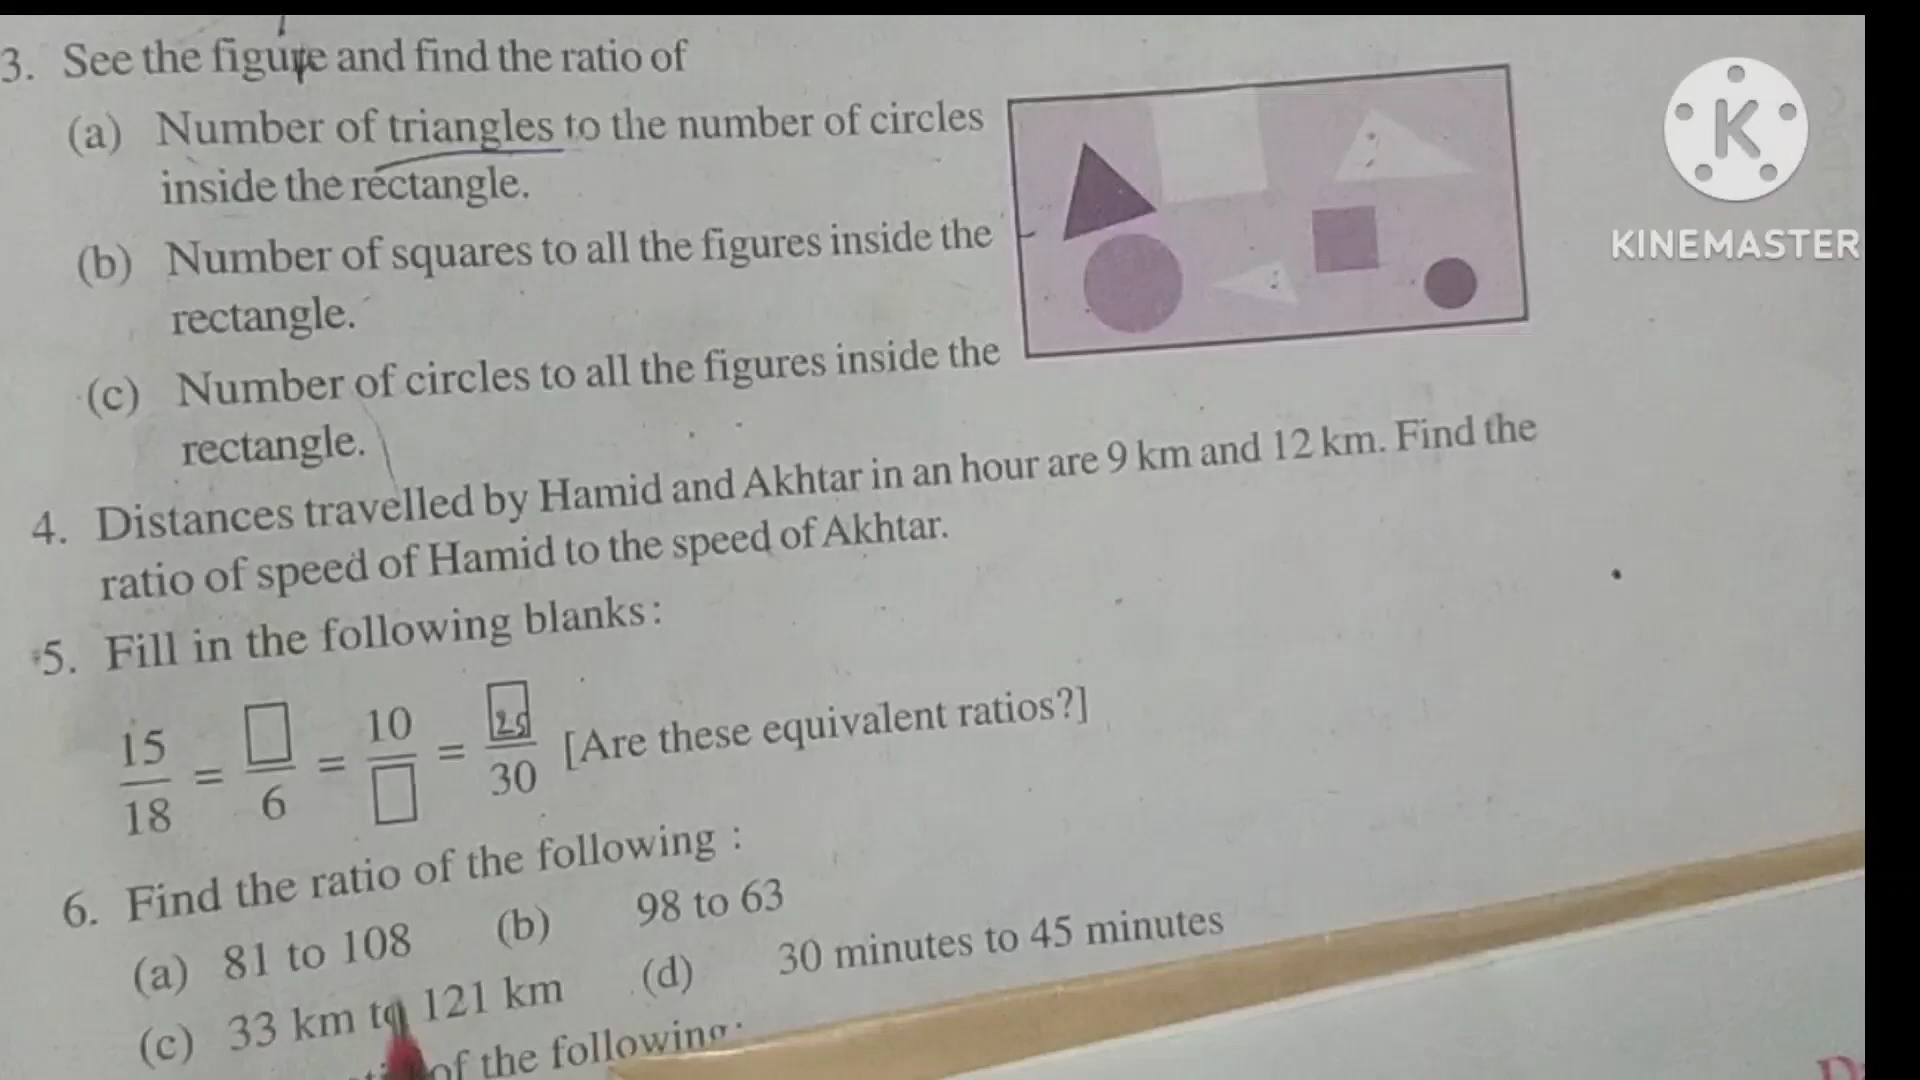 3. See the figure and find the ratio of
(a) Number of triangles to the number of circles
inside the rectangle.
(b) Number of squares to all the figures inside the
rectangle.
(c) Number of circles to all the figures inside the
rectangle.
4. Distances travelled by Hamid and Akhtar in an hour are 9 km and 12 km. Find the
ratio of speed of Hamid to the speed of Akhtar.
5. Fill in the following blanks:
15/18 = □/6 = 10/□ = 25/30 [Are these equivalent ratios?]
6. Find the ratio of the following :
(a) 81 to 108 (b) 98 to 63
(c) 33 km to 121 km (d) 30 minutes to 45 minutes
of the following:
K
KINEMASTER